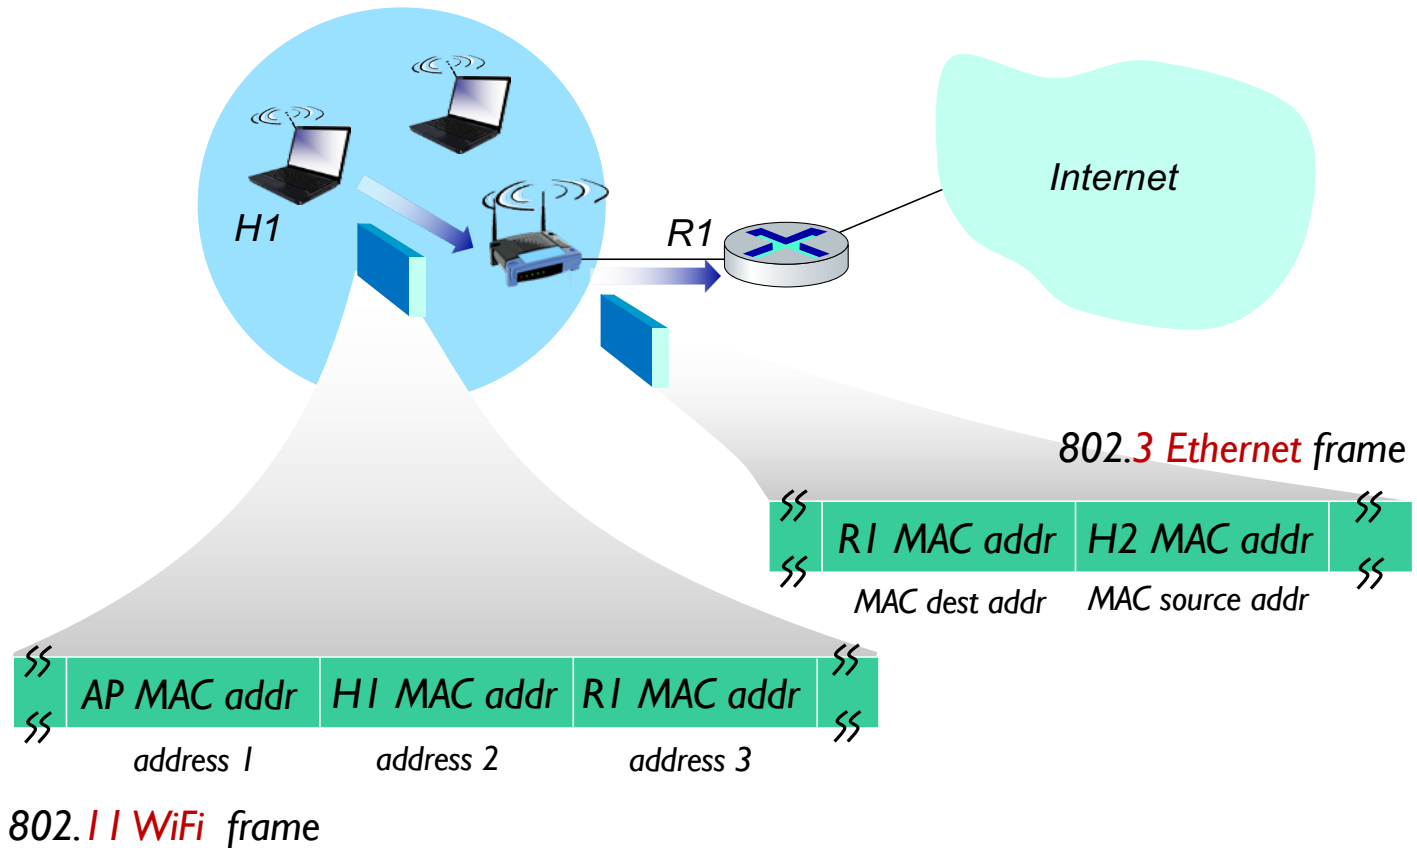 H1
R1
Internet
802.3 Ethernet frame
R1 MAC addr H2 MAC addr
MAC dest addr MAC source addr
AP MAC addr H1 MAC addr R1 MAC addr
address 1 address 2 address 3
802.11 WiFi frame